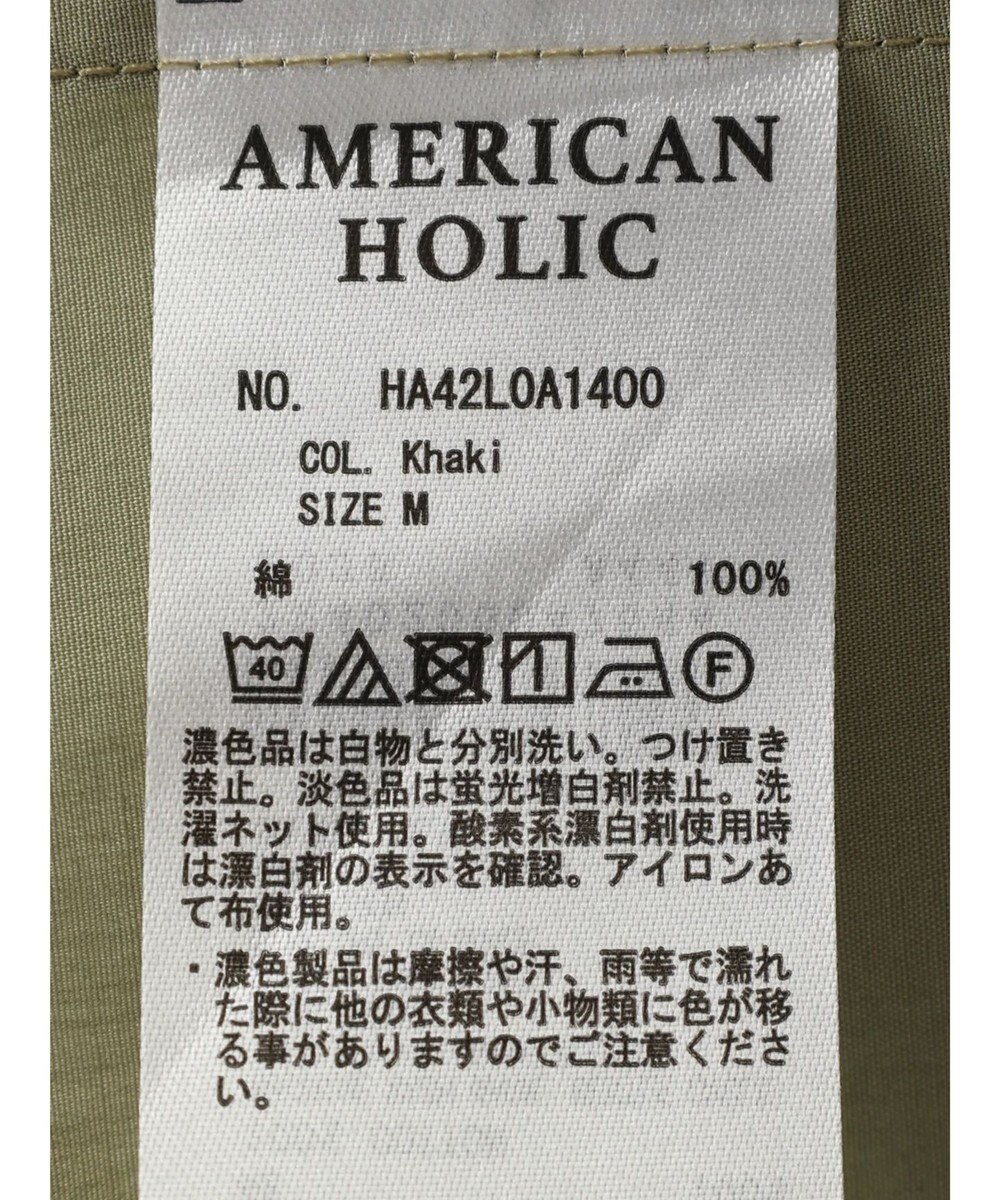 AMERICAN
HOLIC
NO. HA42L0A1400
COL. Khaki
SIZE M
綿 100%
40 F
濃色品は白物と分別洗い。つけ置き
禁止。淡色品は蛍光増白剤禁止。洗
濯ネット使用。酸素系漂白剤使用時
は漂白剤の表示を確認。アイロンあ
て布使用。
・濃色製品は摩擦や汗、雨等で濡れ
た際に他の衣類や小物類に色が移
る事がありますのでご注意くださ
い。